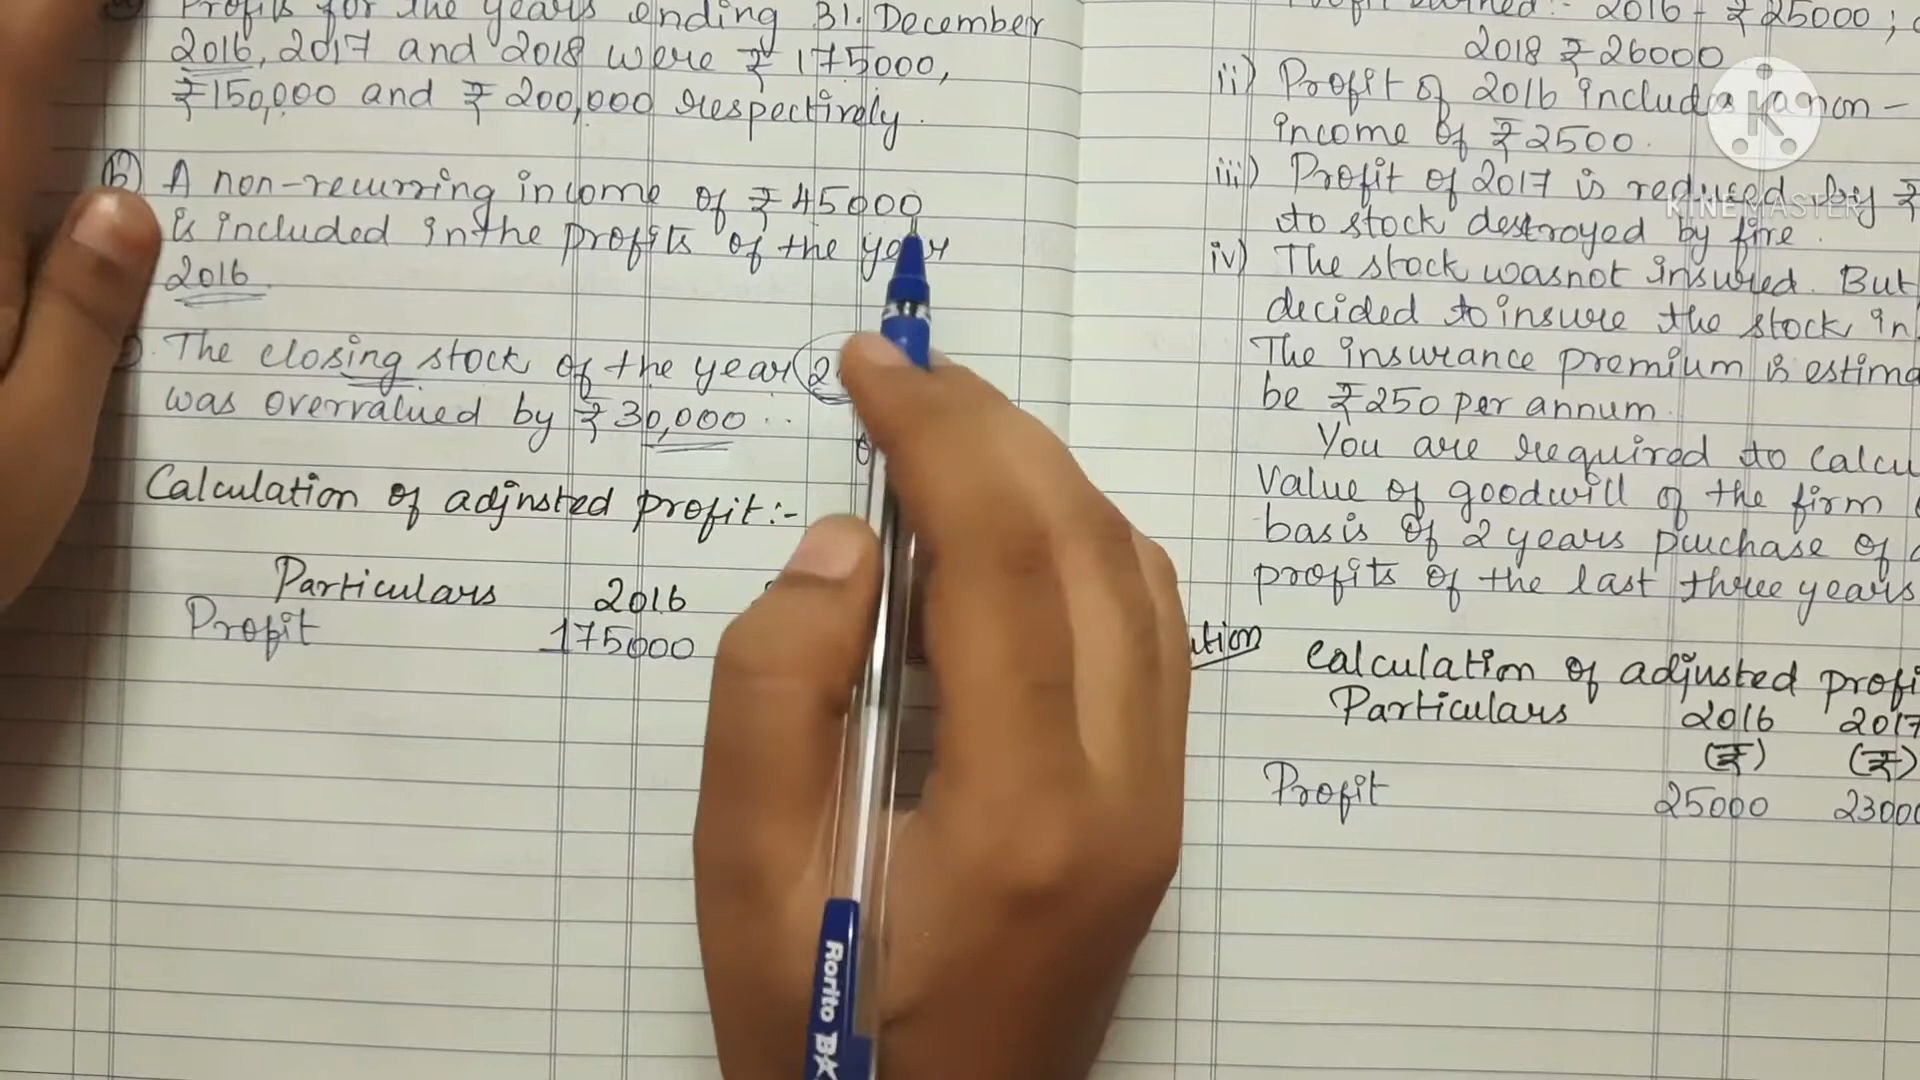 Profits for the years ending 31. December
2016, 2017 and 2018 were ₹ 175000,
₹150,000 and ₹ 200,000 respectively.
b) A non-recurring income of ₹ 45000
is included in the profits of the year
2016
The closing stock of the year
was overvalued by ₹ 30,000
Calculation of adjusted profit:-
Particulars 2016
Profit 175000
2016 - ₹ 25000;
2018 ₹ 26000
ii) Profit of 2016 includes a non-
income of ₹ 2500.
iii) Profit of 2017 is reduced by ₹
to stock destroyed by fire.
iv) The stock was not insured. But
decided to insure the stock in
The insurance premium is
be ₹ 250 per annum.
You are required to
Value of goodwill of the firm
basis of 2 years purchase of
profits of the last three years
Calculation of adjusted
Particulars 2016 2017
(₹) (₹)
Profit 25000
K
KINEMASTER
Rorito